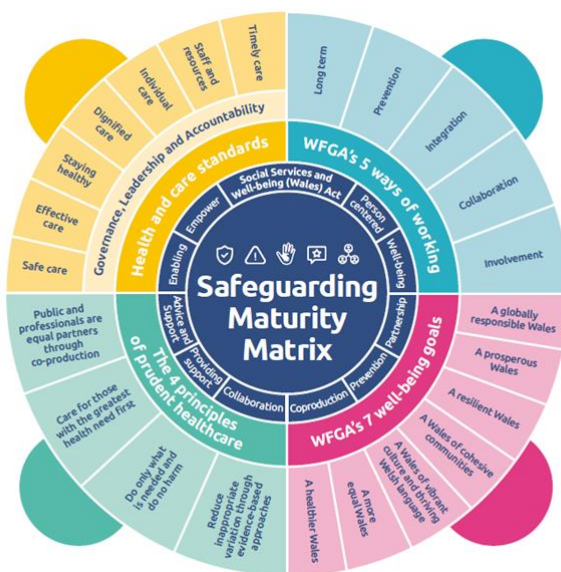 Safeguarding
Maturity
Matrix
Social Services and
Well-being (Wales) Act
Person
centered
Well-being
Partnership
Prevention
Coproduction
Collaboration
Providing
support
Advice and
Support
Enabling
Empower
Health and care standards
Governance, Leadership and Accountability
Safe care
Effective
care
Staying
healthy
Dignified
care
Individual
care
Staff and
resources
Timely care
WFGA's 5 ways of working
Long term
Prevention
Integration
Collaboration
Involvement
WFGA's 7 well-being goals
A globally
responsible Wales
A prosperous
Wales
A resilient Wales
A Wales of cohesive
communities
A Wales of vibrant
culture and thriving
Welsh language
A more
equal Wales
A healthier Wales
The 4 principles
of prudent healthcare
Reduce
inappropriate
variation through
evidence-based
approaches
Do only what
is needed and
do no harm
Care for those
with the greatest
health need first
Public and
professionals are
equal partners
through
co-production